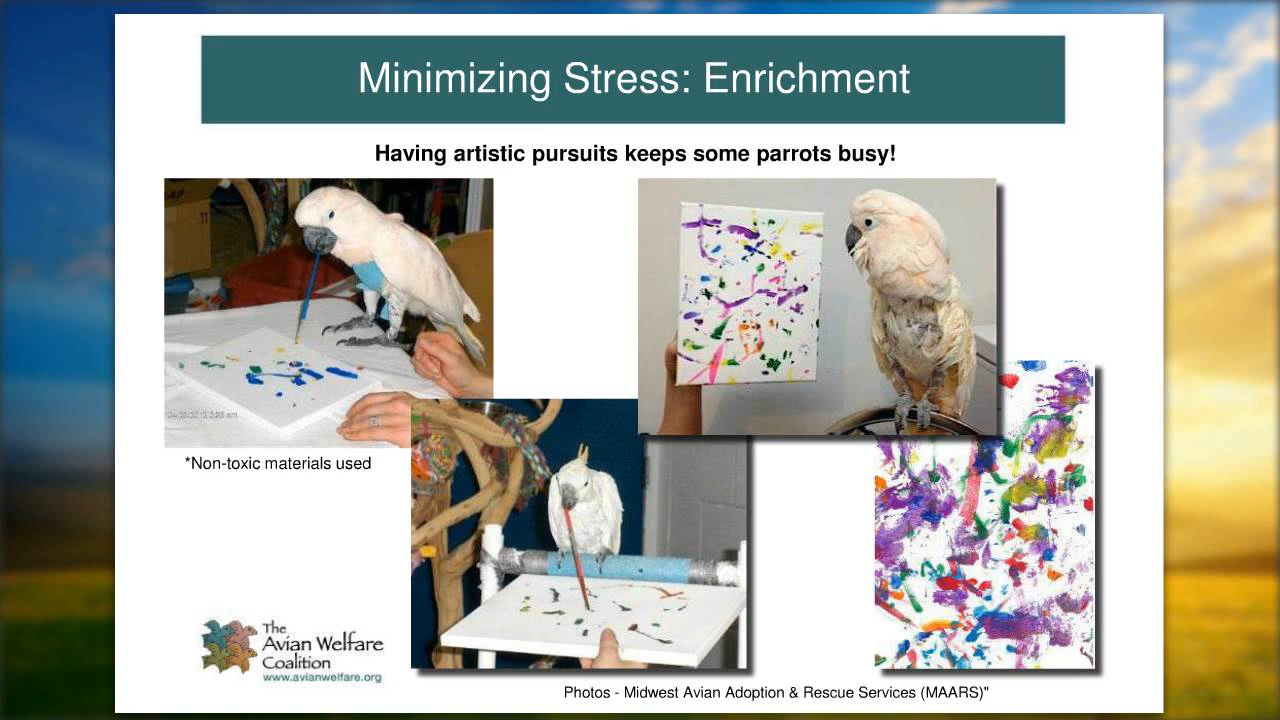 Minimizing Stress: Enrichment
Having artistic pursuits keeps some parrots busy!
*Non-toxic materials used
The
Avian Welfare
Coalition
www.avianwelfare.org
Photos - Midwest Avian Adoption & Rescue Services (MAARS)"